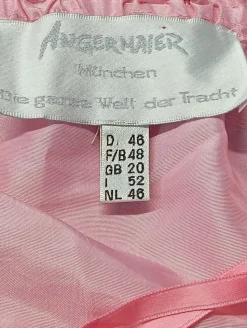 ANGERMAIER
München
Die ganze Welt der Tracht
D. 46
F/B 48
GB 20
I 52
NL 46